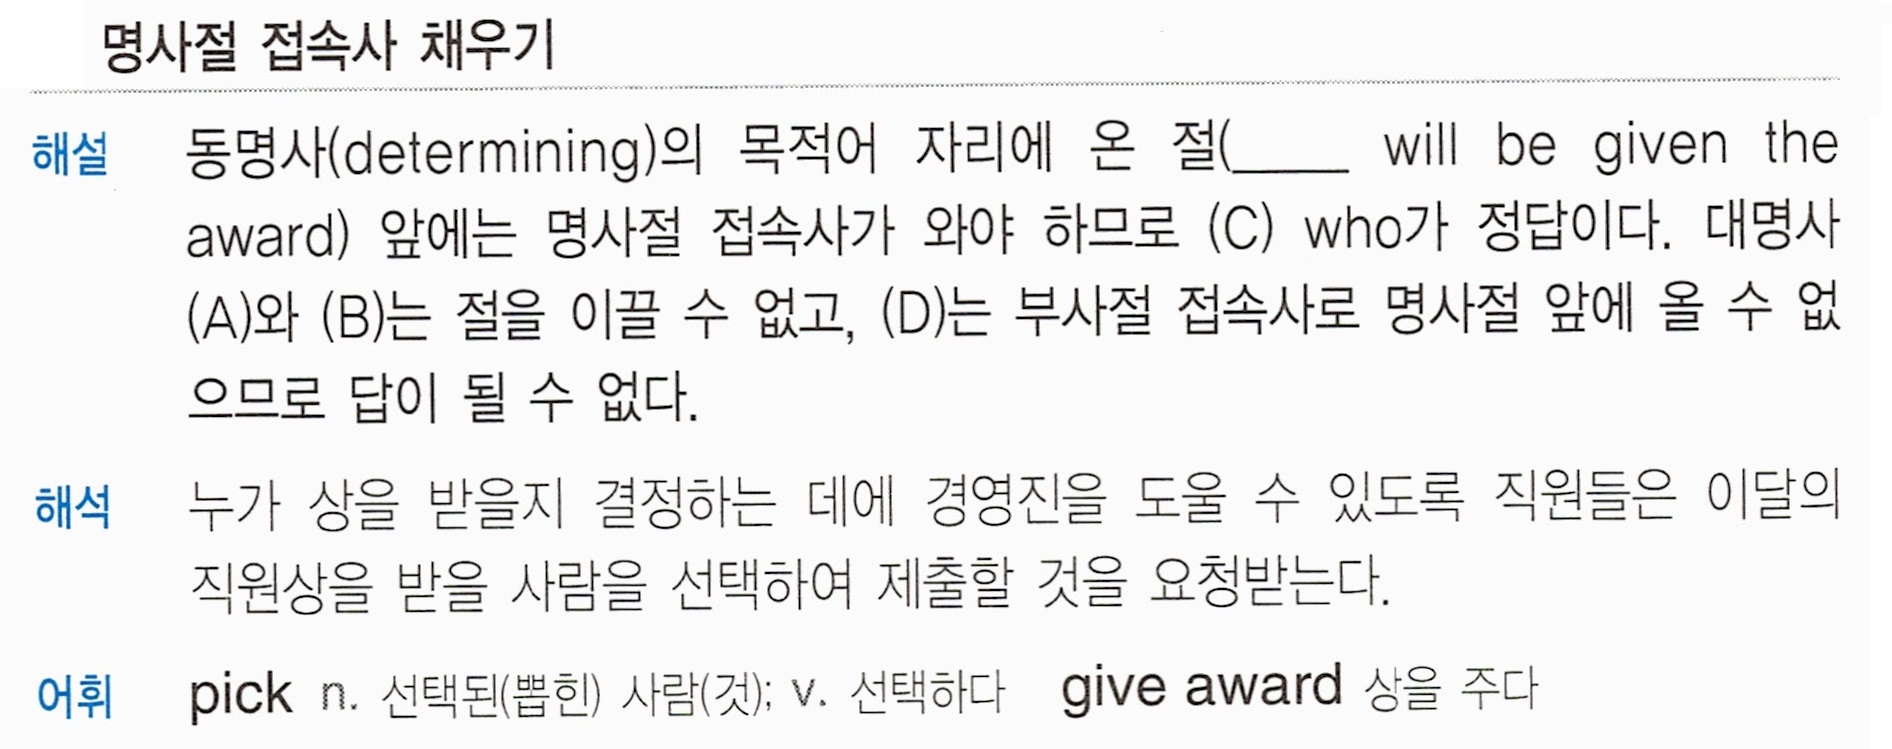 명사절 접속사 채우기
해설 동명사(determining)의 목적어 자리에 온 절(____ will be given the
award) 앞에는 명사절 접속사가 와야 하므로 (C) who가 정답이다. 대명사
(A)와 (B)는 절을 이끌 수 없고, (D)는 부사절 접속사로 명사절 앞에 올 수 없
으므로 답이 될 수 없다.
해석 누가 상을 받을지 결정하는 데에 경영진을 도울 수 있도록 직원들은 이달의
직원상을 받을 사람을 선택하여 제출할 것을 요청받는다.
어휘 pick n. 선택된(뽑힌) 사람(것); v. 선택하다 give award 상을 주다